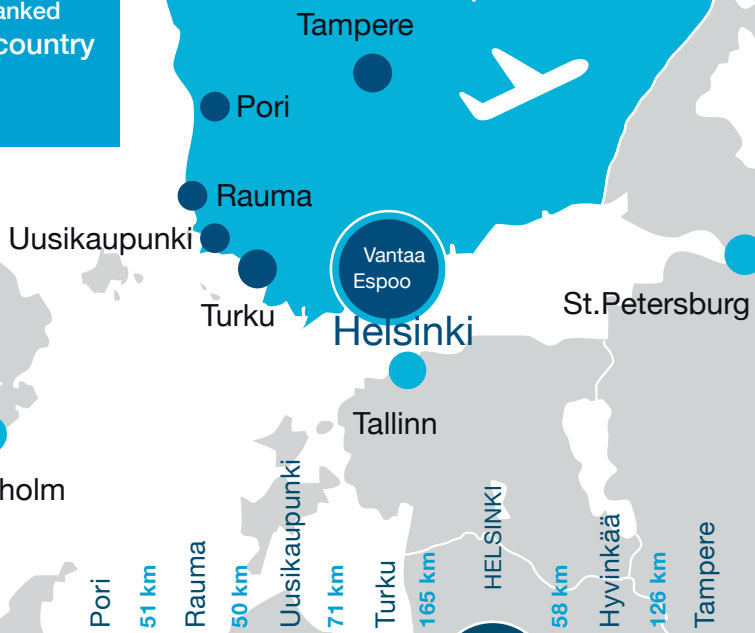 anked
country
Tampere
Pori
Rauma
Uusikaupunki
Vantaa
Espoo
Turku
Helsinki
St.Petersburg
Tallinn
holm
Pori
51 km
Rauma
50 km
Uusikaupunki
71 km
Turku
165 km
HELSINKI
58 km
Hyvinkää
126 km
Tampere